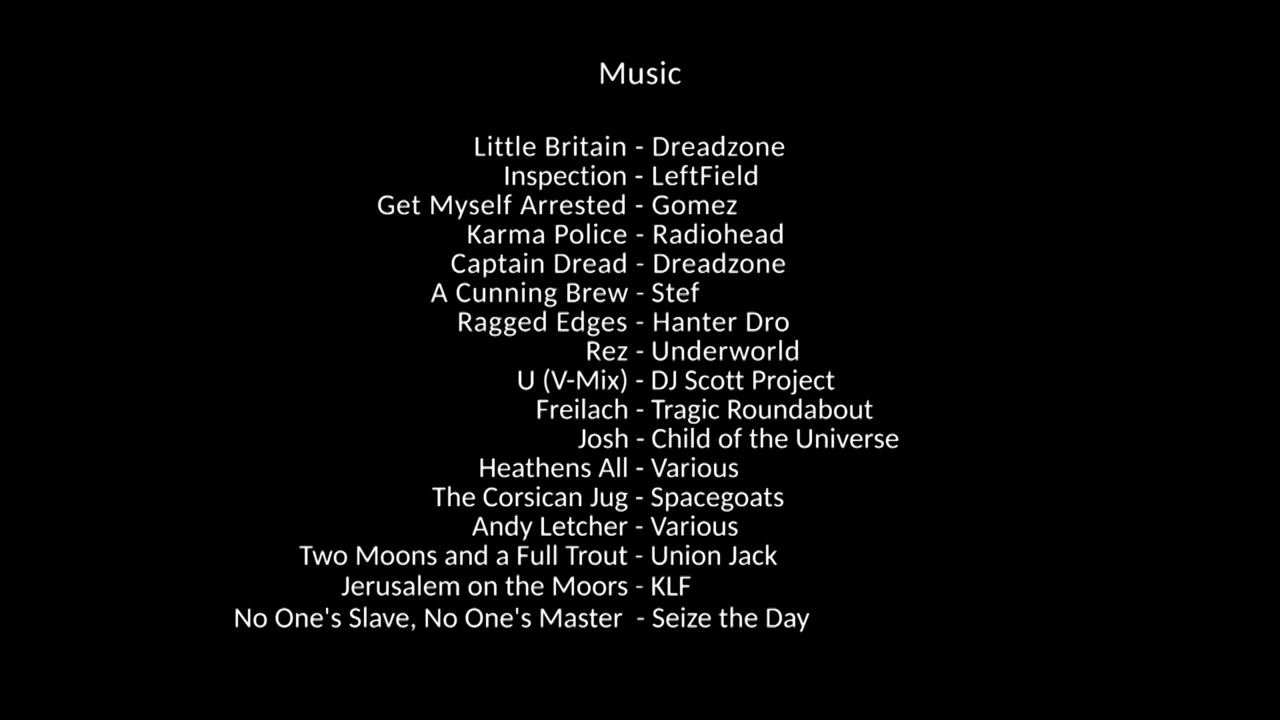 Music
Little Britain - Dreadzone
Inspection - LeftField
Get Myself Arrested - Gomez
Karma Police - Radiohead
Captain Dread - Dreadzone
A Cunning Brew - Stef
Ragged Edges - Hanter Dro
Rez - Underworld
U (V-Mix) - DJ Scott Project
Freilach - Tragic Roundabout
Josh - Child of the Universe
Heathens All - Various
The Corsican Jug - Spacegoats
Andy Letcher - Various
Two Moons and a Full Trout - Union Jack
Jerusalem on the Moors - KLF
No One's Slave, No One's Master  - Seize the Day